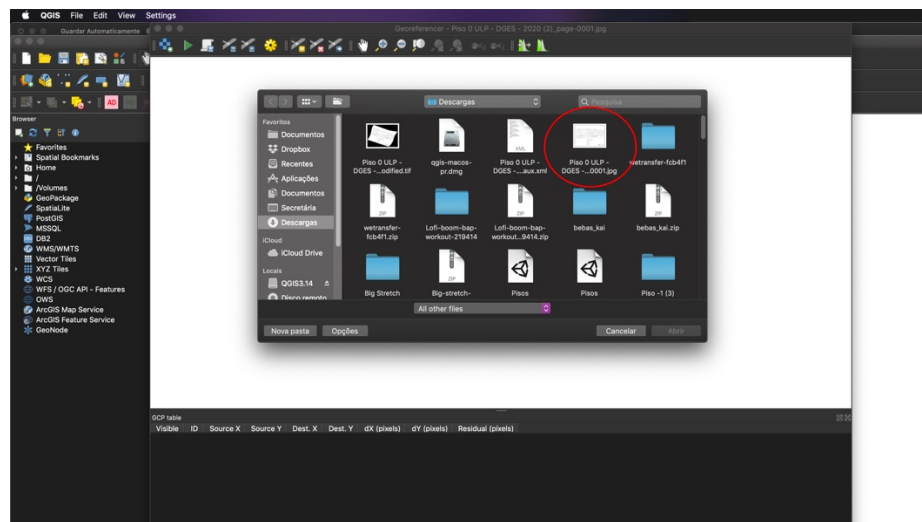 QGIS File Edit View Settings
Guardar Automaticamente
Georeferencer - Piso 0 ULP - DGES - 2020 (2)_page-0001.jpg
AD
Browser
Favorites
Spatial Bookmarks
Home
/
/Volumes
GeoPackage
SpatiaLite
PostGIS
MSSQL
DB2
WMS/WMTS
Vector Tiles
XYZ Tiles
WCS
WFS / OGC API - Features
OWS
ArcGIS Map Service
ArcGIS Feature Service
GeoNode
Descargas
Pesquisa
Favoritos
Documentos
Dropbox
Recentes
Aplicações
Documentos
Secretária
Descargas
iCloud
iCloud Drive
Locais
QGIS3.14
Disco remoto
XML
Piso 0 ULP - DGES -...odified.tif
qgis-macos-pr.dmg
Piso 0 ULP - DGES -....aux.xml
Piso 0 ULP - DGES -...0001.jpg
wetransfer-fcb4f1
ZIP
ZIP
ZIP
wetransfer-fcb4f1.zip
Lofi-boom-bap-workout-219414
Lofi-boom-bap-workout...9414.zip
bebas_kai
bebas_kai.zip
ZIP
Big Stretch
Big-stretch-
Pisos
Pisos
Piso -1 (3)
All other files
Nova pasta
Opções
Cancelar
Abrir
GCP table
Visible ID Source X Source Y Dest. X Dest. Y dX (pixels) dY (pixels) Residual (pixels)